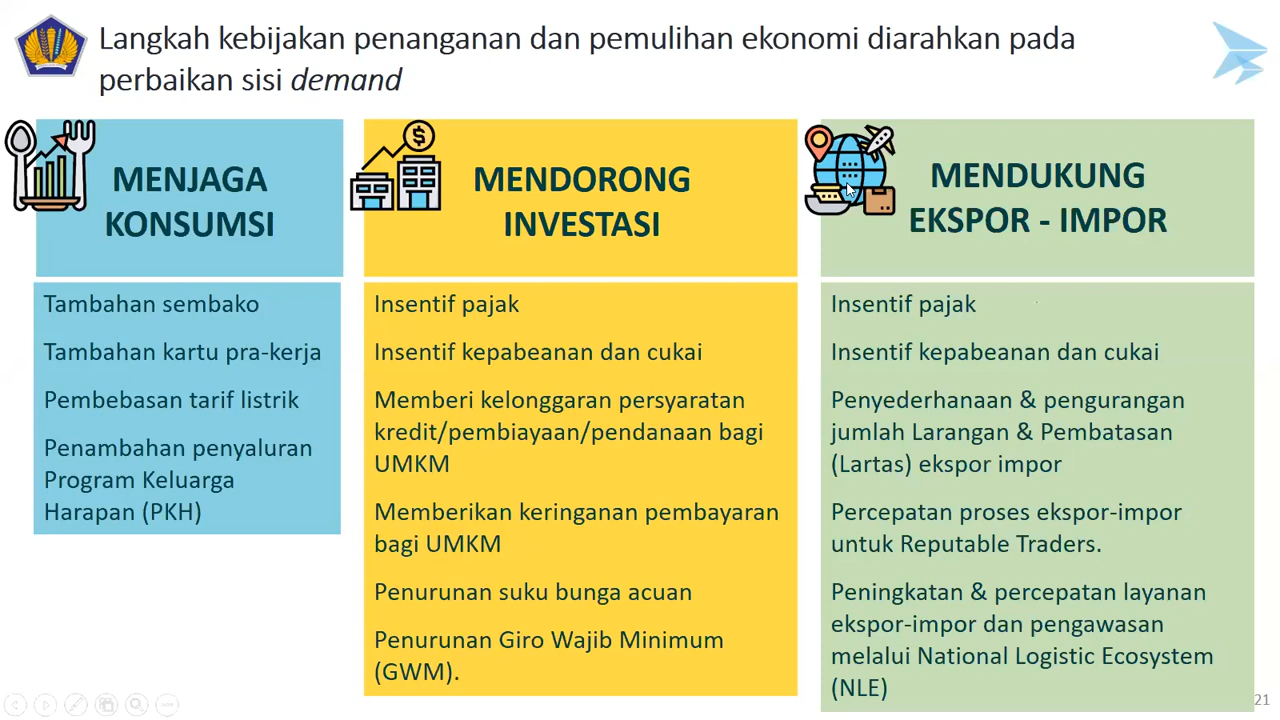 Langkah kebijakan penanganan dan pemulihan ekonomi diarahkan pada
perbaikan sisi demand
MENJAGA
KONSUMSI
Tambahan sembako
Tambahan kartu pra-kerja
Pembebasan tarif listrik
Penambahan penyaluran
Program Keluarga
Harapan (PKH)
$
MENDORONG
INVESTASI
Insentif pajak
Insentif kepabeanan dan cukai
Memberi kelonggaran persyaratan
kredit/pembiayaan/pendanaan bagi
UMKM
Memberikan keringanan pembayaran
bagi UMKM
Penurunan suku bunga acuan
Penurunan Giro Wajib Minimum
(GWM).
MENDUKUNG
EKSPOR - IMPOR
Insentif pajak
Insentif kepabeanan dan cukai
Penyederhanaan & pengurangan
jumlah Larangan & Pembatasan
(Lartas) ekspor impor
Percepatan proses ekspor-impor
untuk Reputable Traders.
Peningkatan & percepatan layanan
ekspor-impor dan pengawasan
melalui National Logistic Ecosystem
(NLE)
21